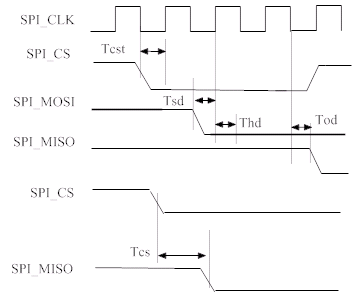 SPI_CLK
SPI_CS
Tcst
SPI_MOSI
Tsd
Thd
Tod
SPI_MISO
SPI_CS
Tcs
SPI_MISO